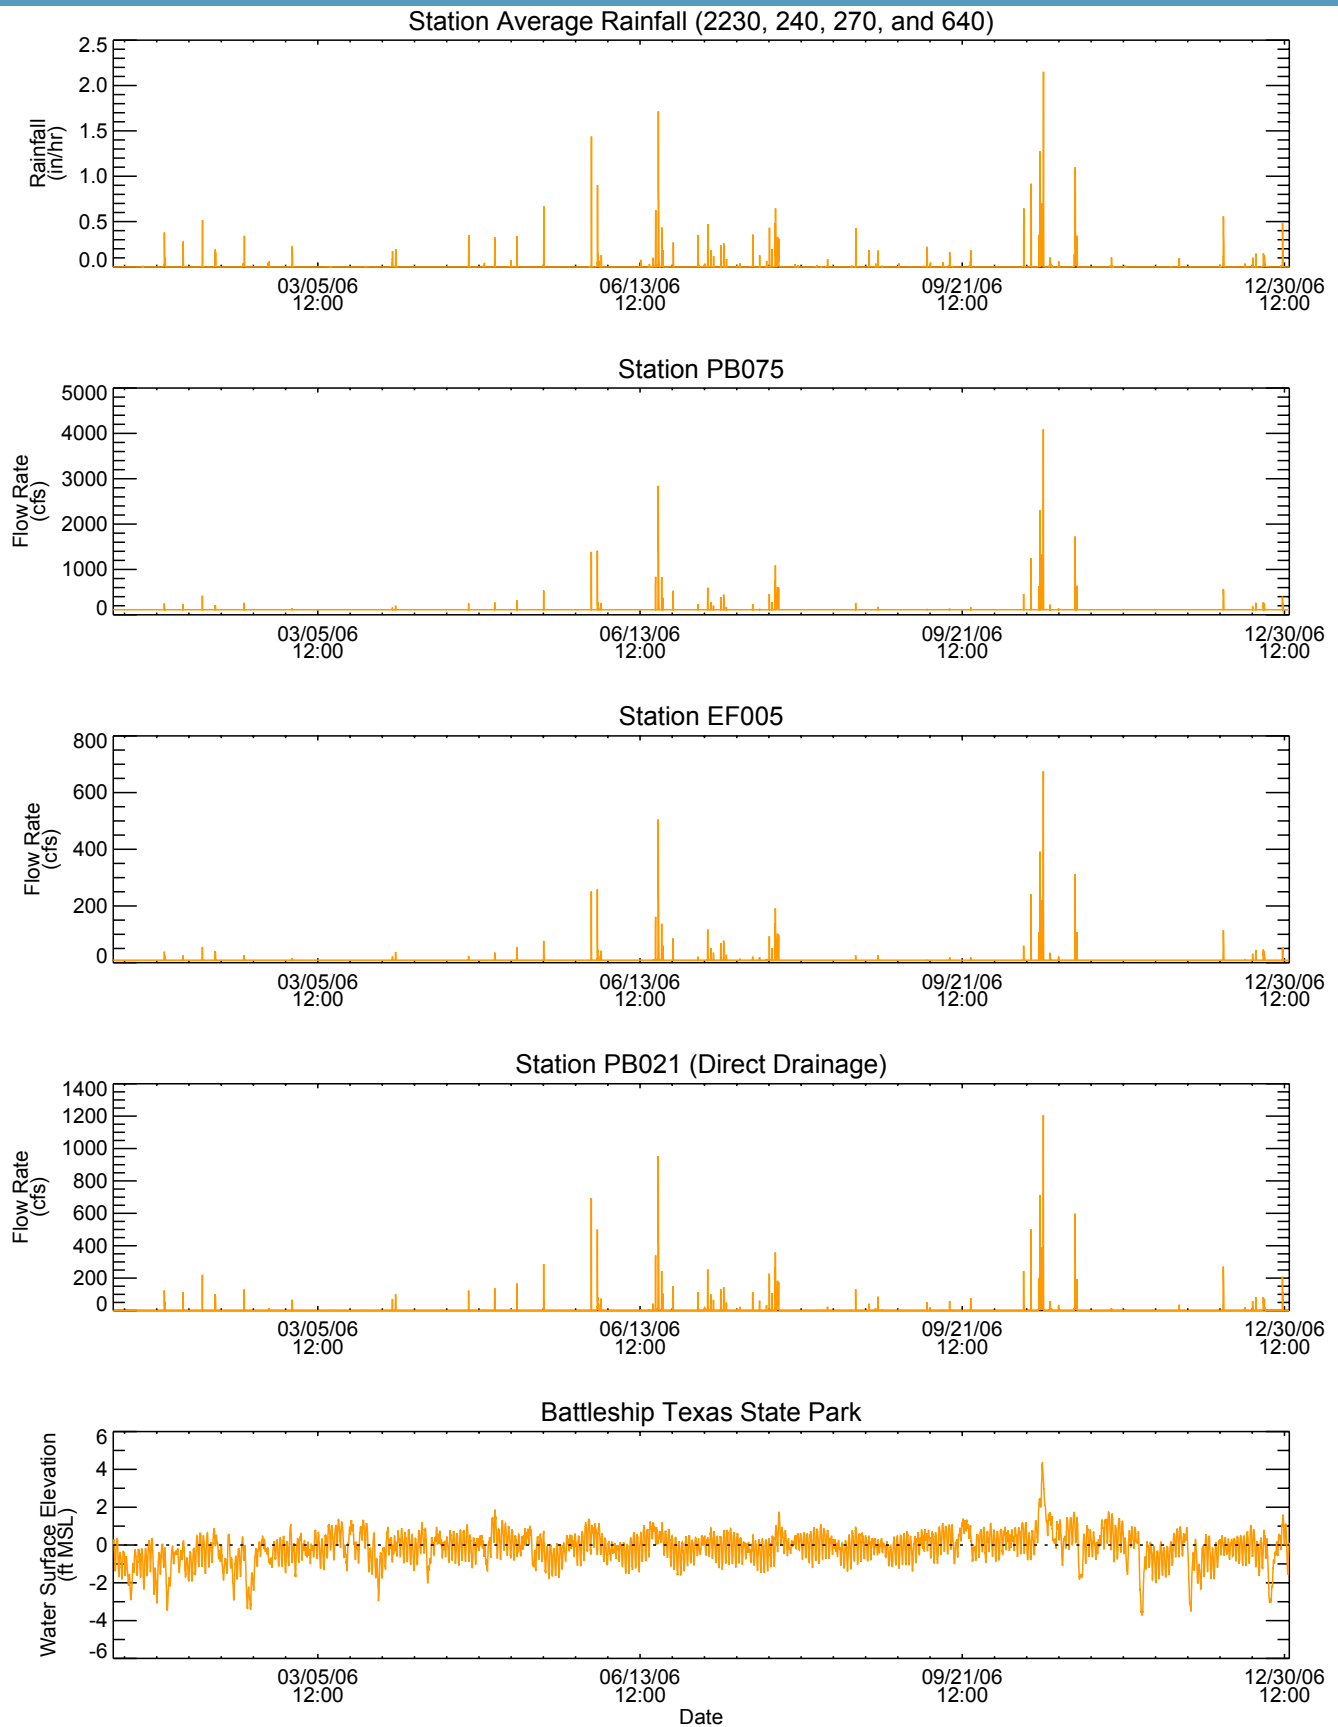 Station Average Rainfall (2230, 240, 270, and 640)
Rainfall
(in/hr)
2.5
2.0
1.5
1.0
0.5
0.0
03/05/06 06/13/06 09/21/06 12/30/06
12:00 12:00 12:00 12:00
Station PB075
Flow Rate
(cfs)
5000
4000
3000
2000
1000
0
03/05/06 06/13/06 09/21/06 12/30/06
12:00 12:00 12:00 12:00
Station EF005
Flow Rate
(cfs)
800
600
400
200
0
03/05/06 06/13/06 09/21/06 12/30/06
12:00 12:00 12:00 12:00
Station PB021 (Direct Drainage)
Flow Rate
(cfs)
1400
1200
1000
800
600
400
200
0
03/05/06 06/13/06 09/21/06 12/30/06
12:00 12:00 12:00 12:00
Battleship Texas State Park
Water Surface Elevation
(ft MSL)
6
4
2
0
-2
-4
-6
03/05/06 06/13/06 09/21/06 12/30/06
12:00 12:00 12:00 12:00
Date